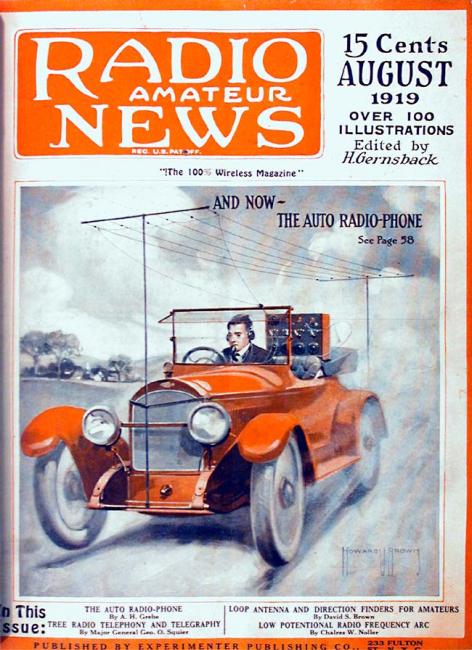 RADIO
AMATEUR
NEWS
REG. U.S. PAT. OFF.
15 Cents
AUGUST
1919
OVER 100
ILLUSTRATIONS
Edited by
H. Gernsback
"The 100% Wireless Magazine"
AND NOW~
THE AUTO RADIO-PHONE
See Page 58
HOWARD V BROWN
In This
Issue:
THE AUTO RADIO-PHONE
By A. H. Grebe
TREE RADIO TELEPHONY AND TELEGRAPHY
By Major General Geo. O. Squier
LOOP ANTENNA AND DIRECTION FINDERS FOR AMATEURS
By David S. Brown
LOW POTENTIONAL RADIO FREQUENCY ARC
By Chalres W. Noller
PUBLISHED BY EXPERIMENTER PUBLISHING CO., 233 FULTON